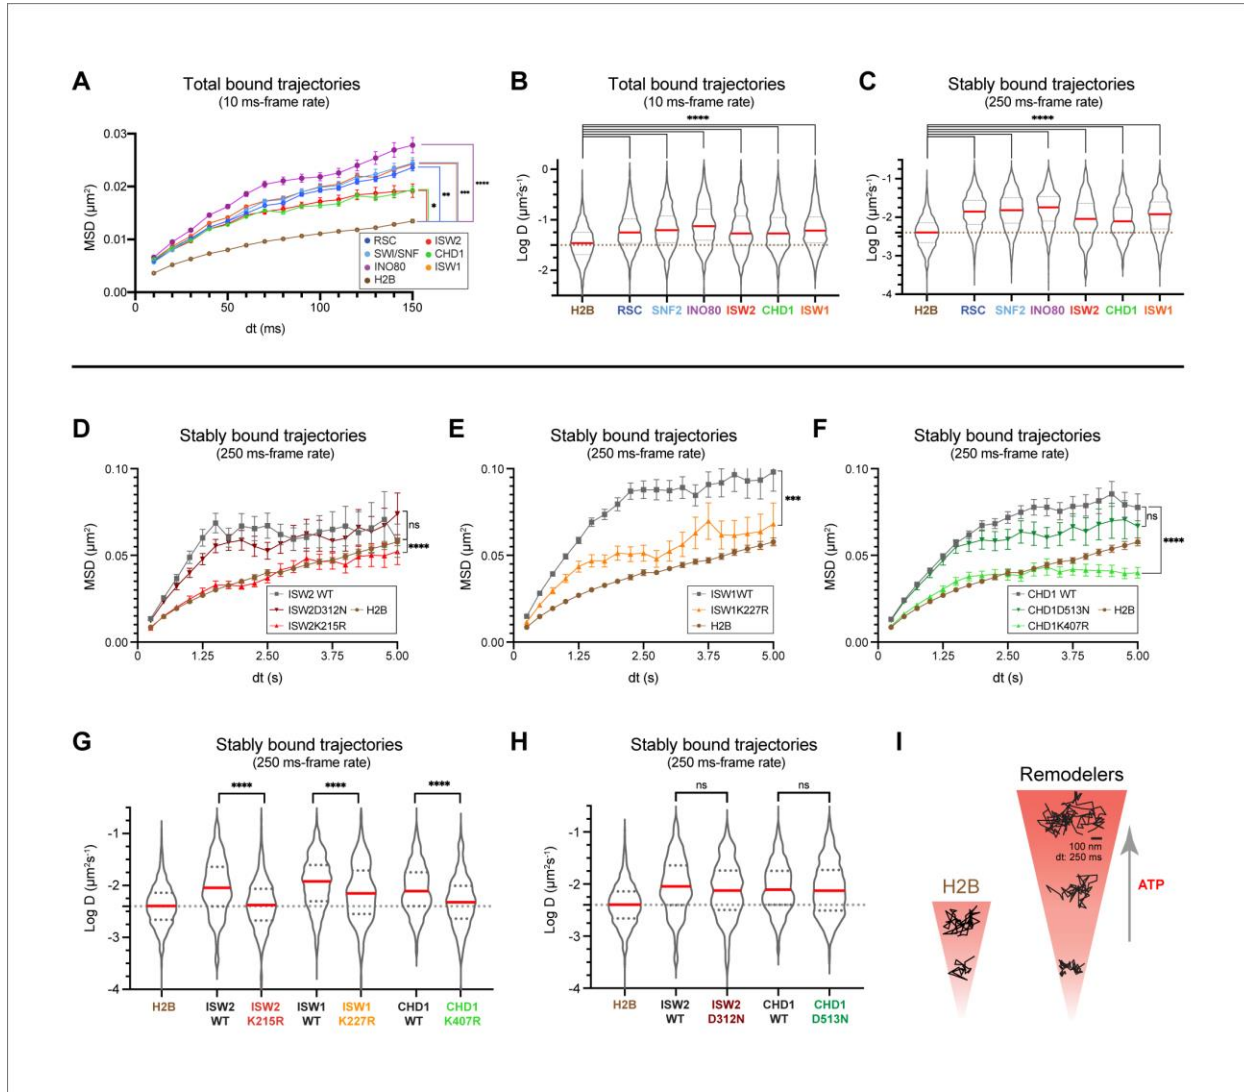 A
Total bound trajectories
(10 ms-frame rate)
MSD (µm²)
0.03
0.02
0.01
0.00
0
50
100
150
dt (ms)
RSC
ISW2
SWI/SNF
CHD1
INO80
ISW1
H2B
*
**
***
****
B
Total bound trajectories
(10 ms-frame rate)
****
Log D (µm²s⁻¹)
0
-1
-2
H2B
RSC
SNF2
INO80
ISW2
CHD1
ISW1
C
Stably bound trajectories
(250 ms-frame rate)
****
Log D (µm²s⁻¹)
-1
-2
-3
-4
H2B
RSC
SNF2
INO80
ISW2
CHD1
ISW1
D
Stably bound trajectories
(250 ms-frame rate)
MSD (µm²)
0.10
0.05
0.00
ns
****
ISW2 WT
ISW2D312N
H2B
ISW2K215R
1.25
2.50
3.75
5.00
dt (s)
E
Stably bound trajectories
(250 ms-frame rate)
MSD (µm²)
0.10
0.05
0.00
***
ISW1WT
ISW1K227R
H2B
0
1.25
2.50
3.75
5.00
dt (s)
F
Stably bound trajectories
(250 ms-frame rate)
MSD (µm²)
0.10
0.05
0.00
ns
****
CHD1 WT
CHD1D513N
H2B
CHD1K407R
0
1.25
2.50
3.75
5.00
dt (s)
G
Stably bound trajectories
(250 ms-frame rate)
****
****
****
Log D (µm²s⁻¹)
-1
-2
-3
-4
H2B
ISW2
WT
ISW2
K215R
ISW1
WT
ISW1
K227R
CHD1
WT
CHD1
K407R
H
Stably bound trajectories
(250 ms-frame rate)
ns
ns
Log D (µm²s⁻¹)
-1
-2
-3
-4
H2B
ISW2
WT
ISW2
D312N
CHD1
WT
CHD1
D513N
I
Remodelers
100 nm
dt: 250 ms
H2B
ATP